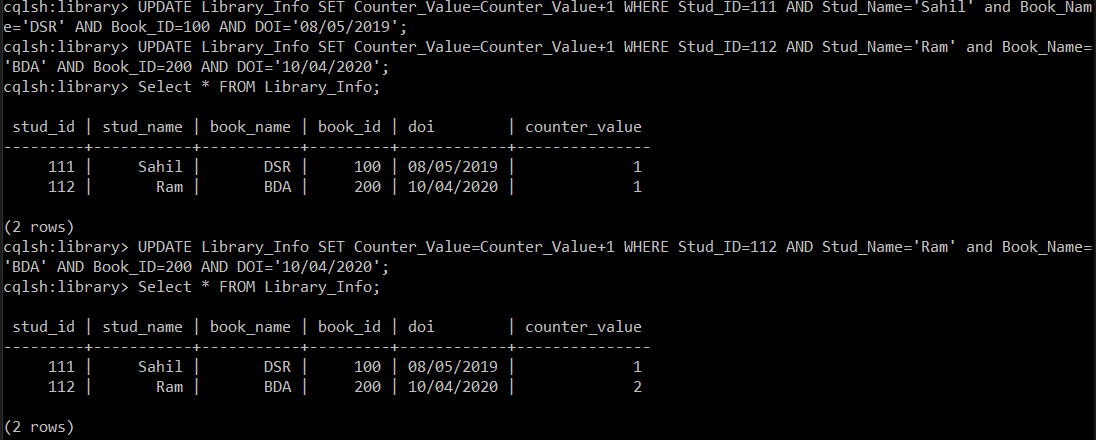 cqlsh:library> UPDATE Library_Info SET Counter_Value=Counter_Value+1 WHERE Stud_ID=111 AND Stud_Name='Sahil' and Book_Nam
e='DSR' AND Book_ID=100 AND DOI='08/05/2019';
cqlsh:library> UPDATE Library_Info SET Counter_Value=Counter_Value+1 WHERE Stud_ID=112 AND Stud_Name='Ram' and Book_Name=
'BDA' AND Book_ID=200 AND DOI='10/04/2020';
cqlsh:library> Select * FROM Library_Info;
 stud_id | stud_name | book_name | book_id | doi        | counter_value
---------+-----------+-----------+---------+------------+---------------
     111 |     Sahil |       DSR |     100 | 08/05/2019 |             1
     112 |       Ram |       BDA |     200 | 10/04/2020 |             1
(2 rows)
cqlsh:library> UPDATE Library_Info SET Counter_Value=Counter_Value+1 WHERE Stud_ID=112 AND Stud_Name='Ram' and Book_Name=
'BDA' AND Book_ID=200 AND DOI='10/04/2020';
cqlsh:library> Select * FROM Library_Info;
 stud_id | stud_name | book_name | book_id | doi        | counter_value
---------+-----------+-----------+---------+------------+---------------
     111 |     Sahil |       DSR |     100 | 08/05/2019 |             1
     112 |       Ram |       BDA |     200 | 10/04/2020 |             2
(2 rows)